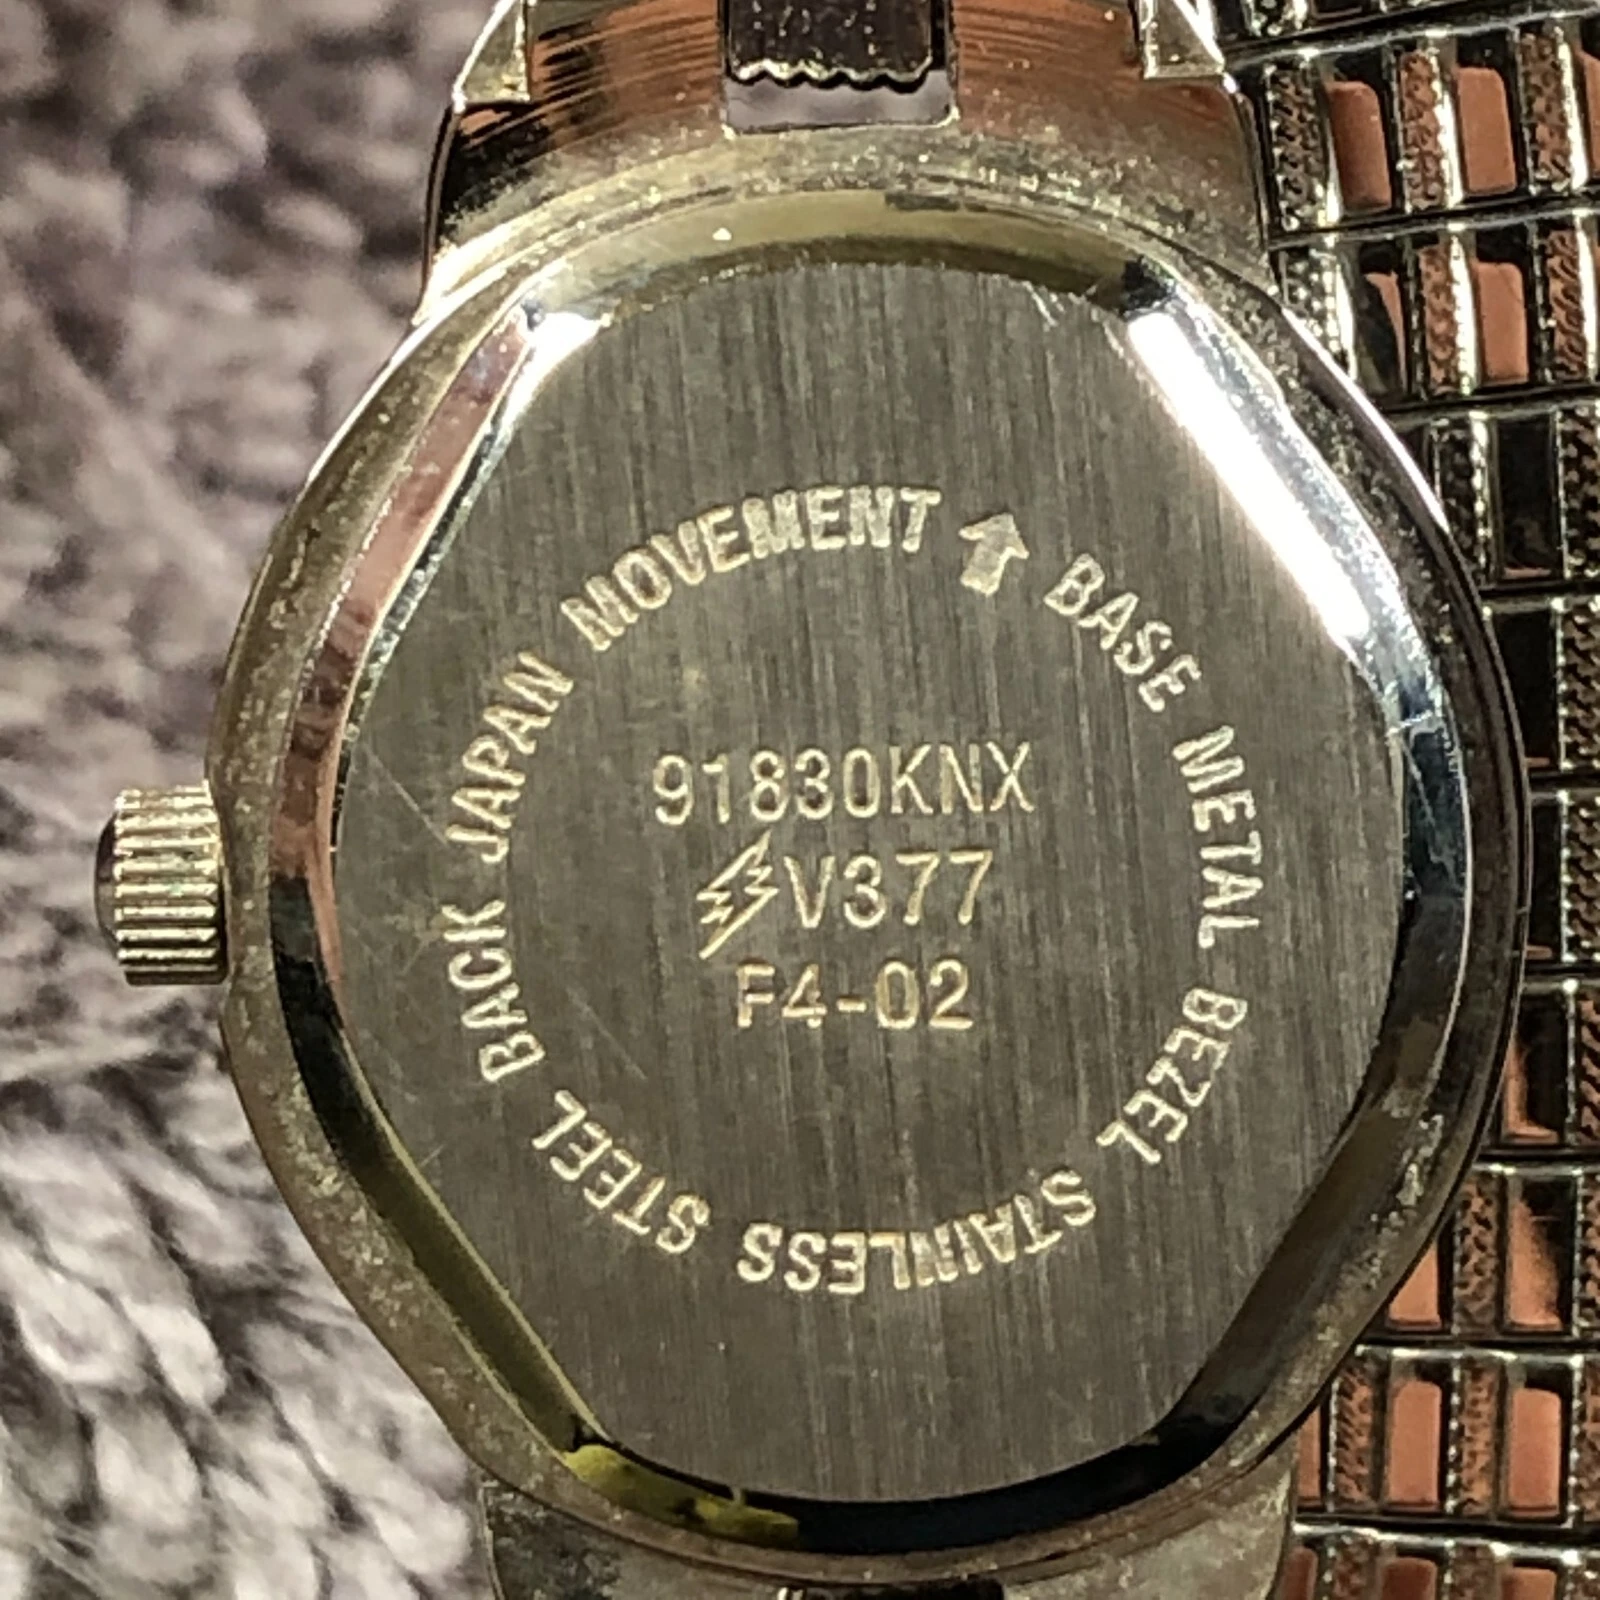 JAPAN MOVEMENT
BASE METAL BEZEL
STAINLESS STEEL BACK
91830KNX
V377
F4-02